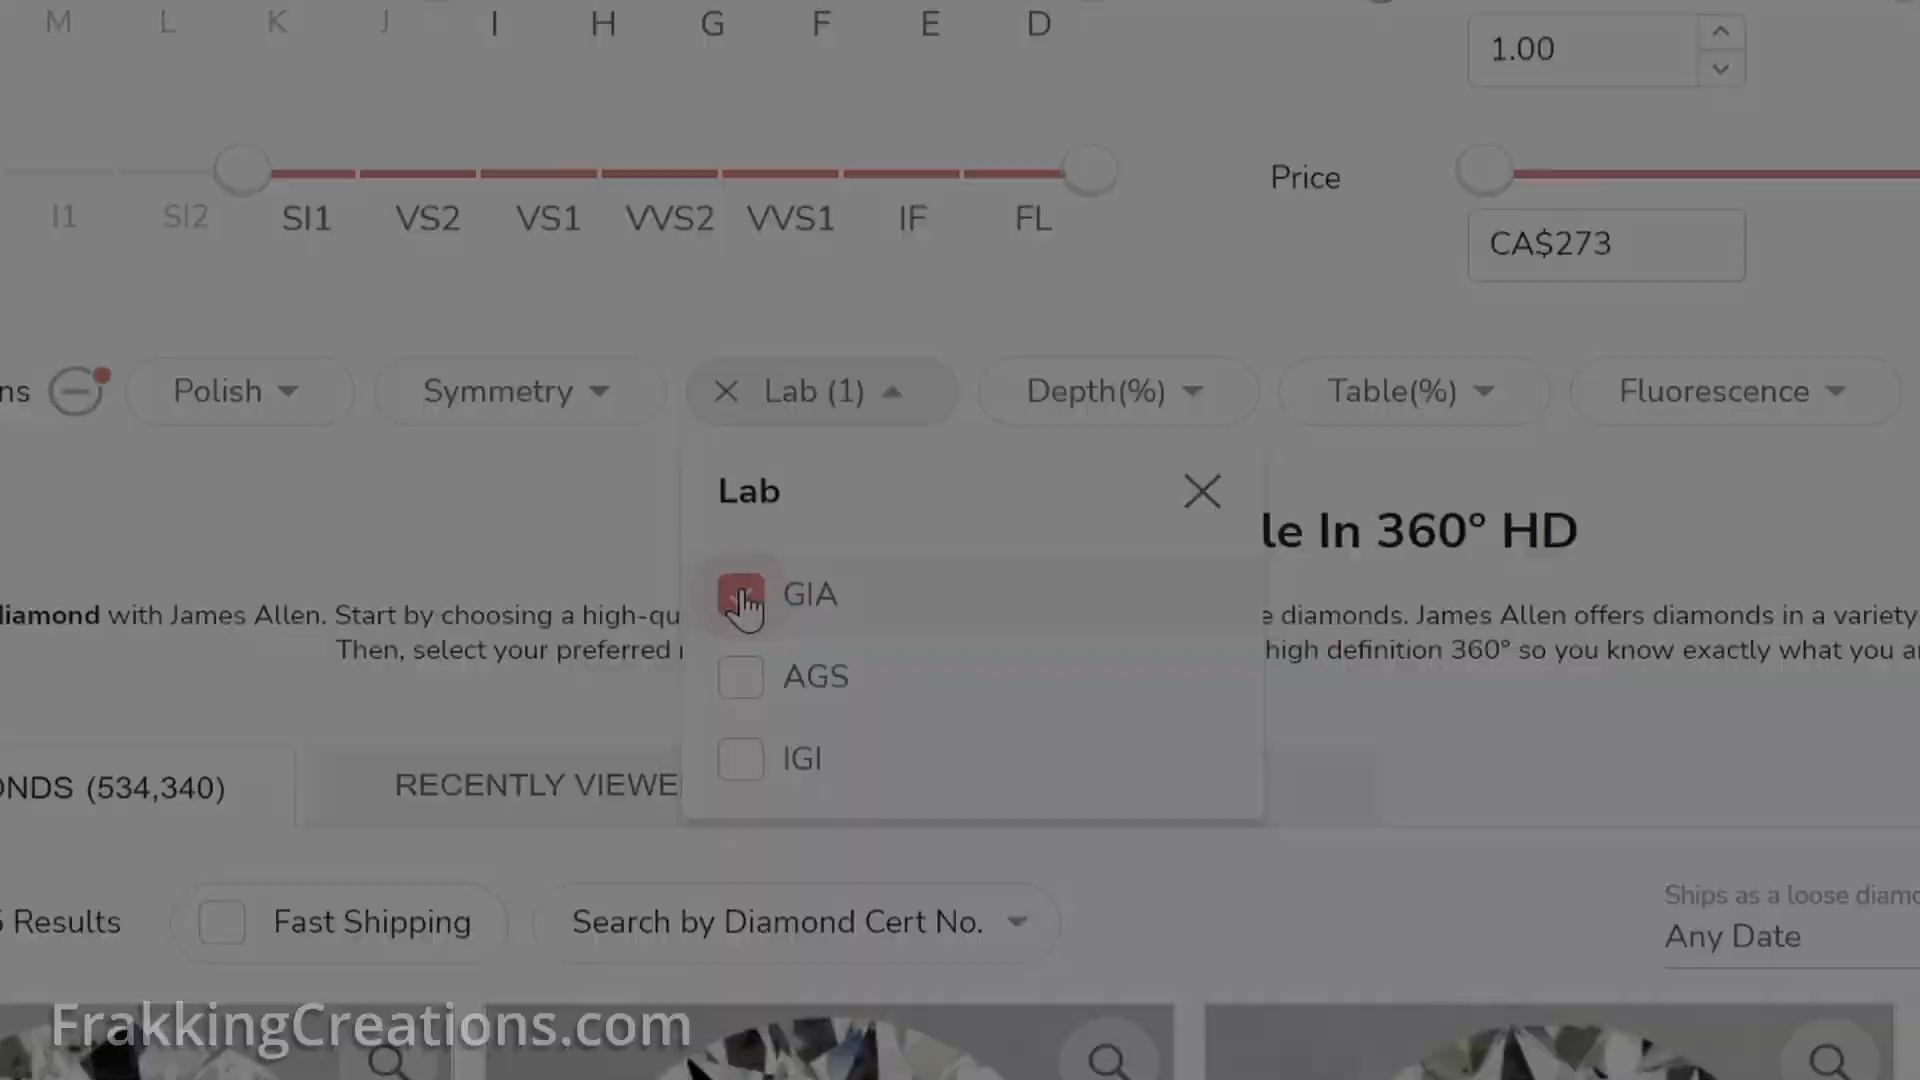 M L K J I H G F E D
1.00
I1 SI2 SI1 VS2 VS1 VVS2 VVS1 IF FL
Price
CA$273
ns Polish Symmetry Lab (1) Depth(%) Table(%) Fluorescence
Lab
le In 360° HD
GIA
liamond with James Allen. Start by choosing a high-qu
e diamonds. James Allen offers diamonds in a variety
Then, select your preferred
high definition 360° so you know exactly what you a
AGS
IGI
ONDS (534,340)
RECENTLY VIEWE
Results
Fast Shipping
Search by Diamond Cert No.
Ships as a loose diamo
Any Date
FrakkingCreations.com